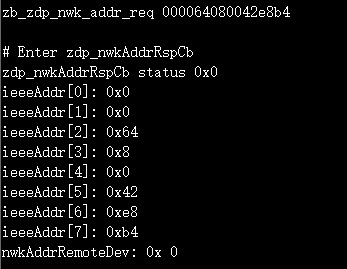 zb_zdp_nwk_addr_req 000064080042e8b4
# Enter zdp_nwkAddrRspCb
zdp_nwkAddrRspCb status 0x0
ieeeAddr[0]: 0x0
ieeeAddr[1]: 0x0
ieeeAddr[2]: 0x64
ieeeAddr[3]: 0x8
ieeeAddr[4]: 0x0
ieeeAddr[5]: 0x42
ieeeAddr[6]: 0xe8
ieeeAddr[7]: 0xb4
nwkAddrRemoteDev: 0x 0